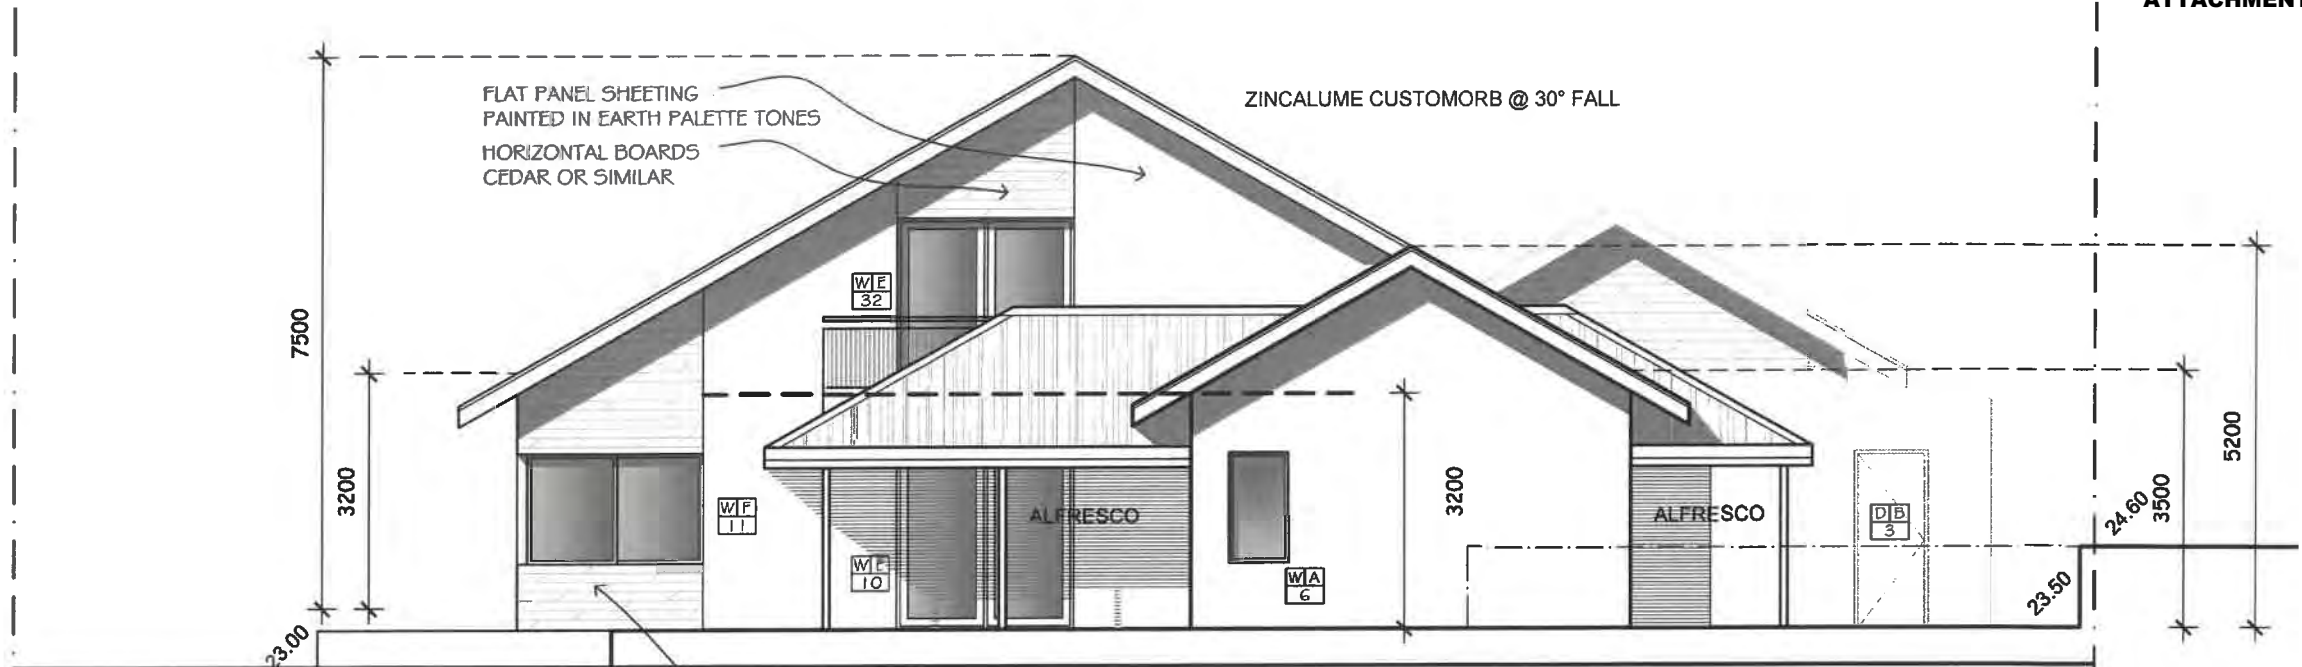 ATTACHMENT
FLAT PANEL SHEETING
PAINTED IN EARTH PALETTE TONES
HORIZONTAL BOARDS
CEDAR OR SIMILAR
ZINCALUME CUSTOMORB @ 30° FALL
W E
32
7500
3200
W F
11
W E
10
ALFRESCO
W A
6
3200
ALFRESCO
D B
3
24.60
23.50
3500
5200
23.00